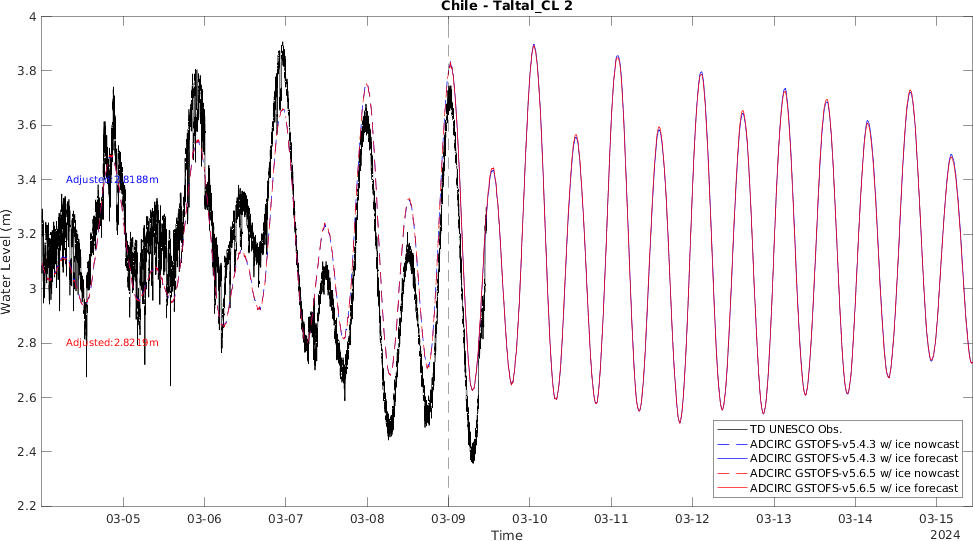 Chile - Taltal_CL 2
Water Level (m)
4
3.8
3.6
3.4
3.2
3
2.8
2.6
2.4
2.2
Adjusted:2.8188m
Adjusted:2.8219m
TD UNESCO Obs.
ADCIRC GSTOFS-v5.4.3 w/ ice nowcast
ADCIRC GSTOFS-v5.4.3 w/ ice forecast
ADCIRC GSTOFS-v5.6.5 w/ ice nowcast
ADCIRC GSTOFS-v5.6.5 w/ ice forecast
03-05 03-06 03-07 03-08 03-09 03-10 03-11 03-12 03-13 03-14 03-15
2024
Time